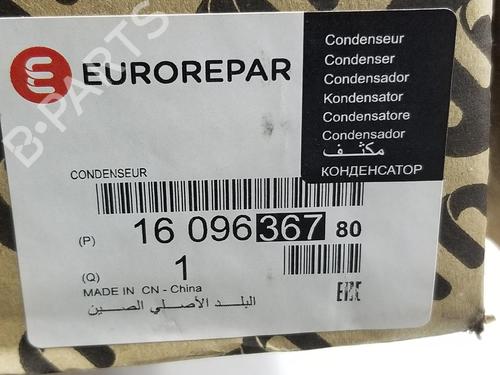 EUROREPAR
Condenseur
Condenser
Condensador
Kondensator
Condensatore
Condensador
مكثف
КОНДЕНСАТОР
CONDENSEUR
(P) 16 096 367 80
(Q) 1
MADE IN CN - China
البلد الأصلي الصين
EAC
B-PARTS